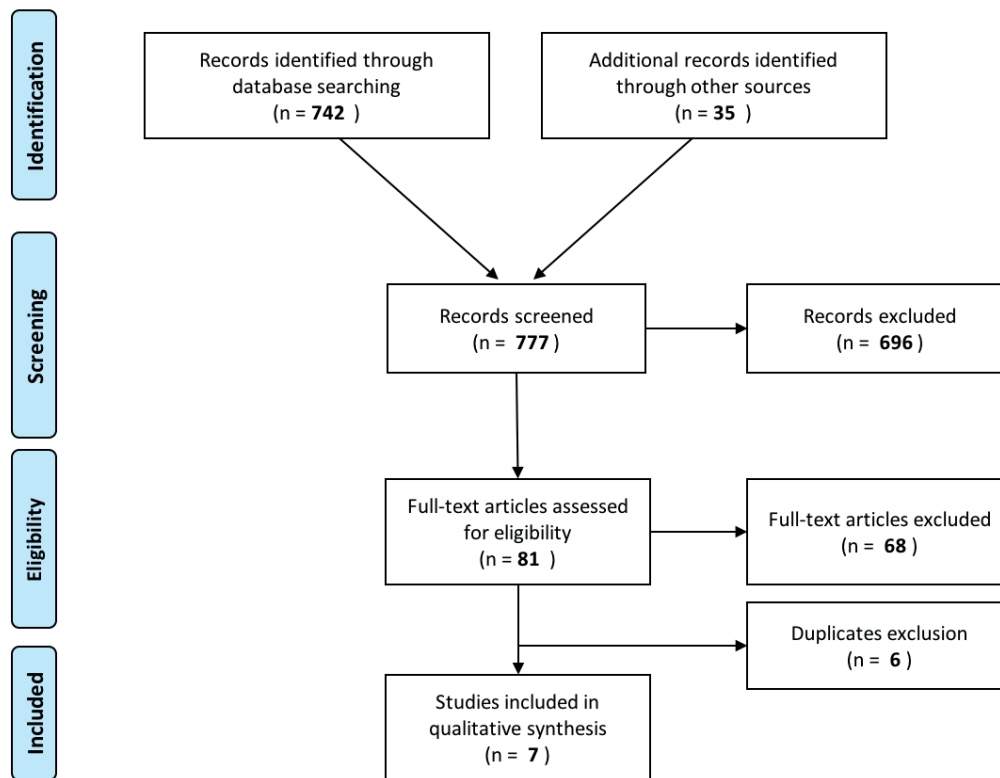 Identification
Records identified through
database searching
(n = 742 )
Additional records identified
through other sources
(n = 35 )
Screening
Records screened
(n = 777 )
Records excluded
(n = 696 )
Eligibility
Full-text articles assessed
for eligibility
(n = 81 )
Full-text articles excluded
(n = 68 )
Duplicates exclusion
(n = 6 )
Included
Studies included in
qualitative synthesis
(n = 7 )